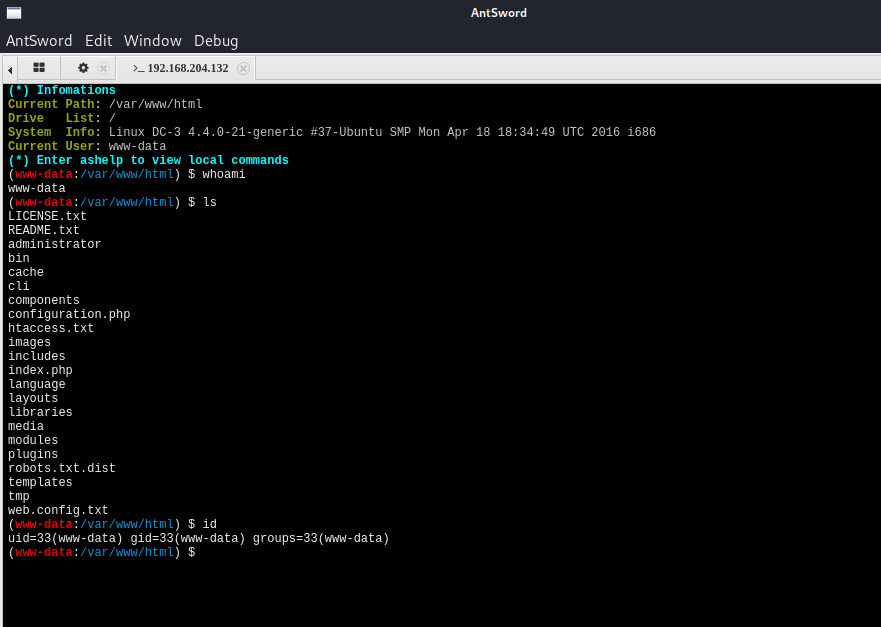 AntSword
AntSword Edit Window Debug
>_ 192.168.204.132
(*) Infomations
Current Path: /var/www/html
Drive   List: /
System  Info: Linux DC-3 4.4.0-21-generic #37-Ubuntu SMP Mon Apr 18 18:34:49 UTC 2016 i686
Current User: www-data
(*) Enter ashelp to view local commands
(www-data:/var/www/html) $ whoami
www-data
(www-data:/var/www/html) $ ls
LICENSE.txt
README.txt
administrator
bin
cache
cli
components
configuration.php
htaccess.txt
images
includes
index.php
language
layouts
libraries
media
modules
plugins
robots.txt.dist
templates
tmp
web.config.txt
(www-data:/var/www/html) $ id
uid=33(www-data) gid=33(www-data) groups=33(www-data)
(www-data:/var/www/html) $